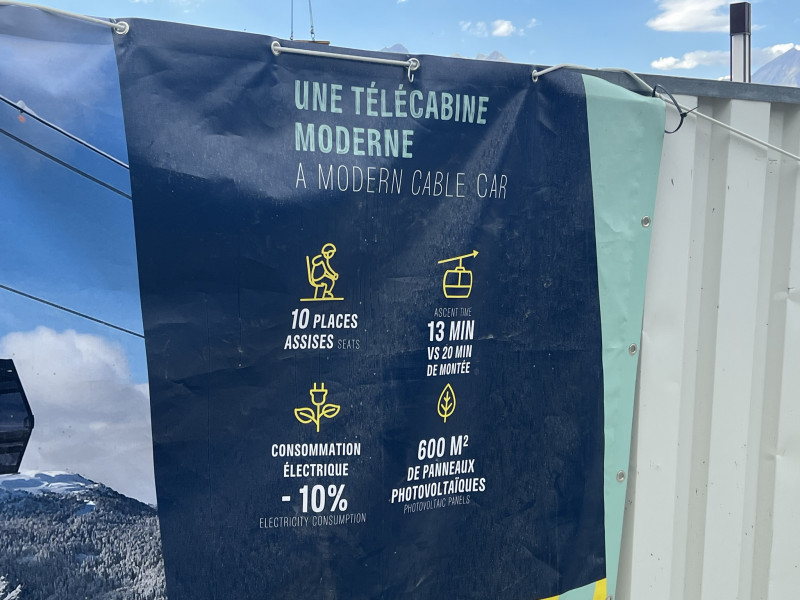 UNE TÉLÉCABINE
MODERNE
A MODERN CABLE CAR
10 PLACES
ASSISES SEATS
ASCENT TIME
13 MIN
VS 20 MIN
DE MONTÉE
CONSOMMATION
ÉLECTRIQUE
- 10%
ELECTRICITY CONSUMPTION
600 M²
DE PANNEAUX
PHOTOVOLTAÏQUES
PHOTOVOLTAIC PANELS